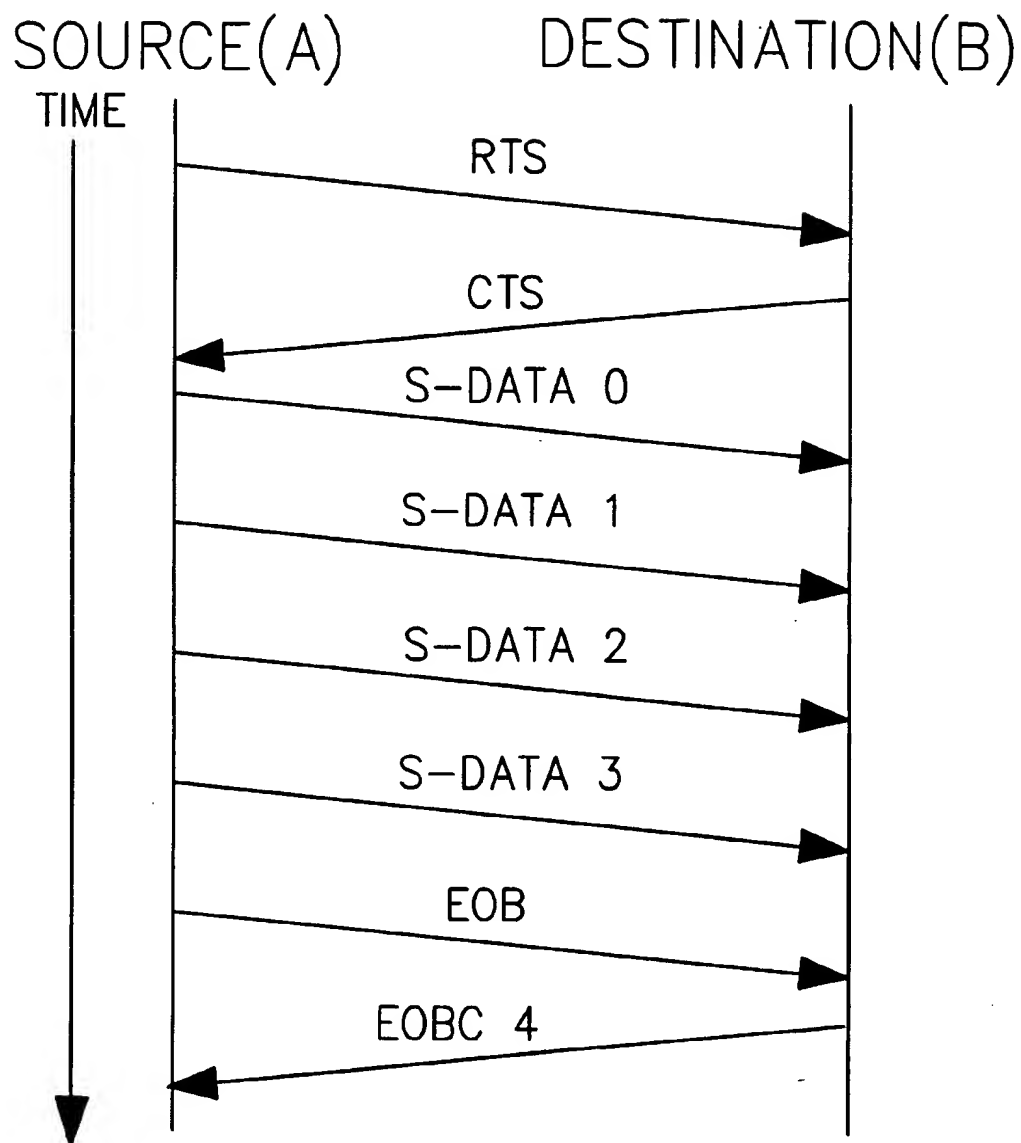 SOURCE(A) DESTINATION(B)
TIME
RTS
CTS
S-DATA 0
S-DATA 1
S-DATA 2
S-DATA 3
EOB
EOBC 4